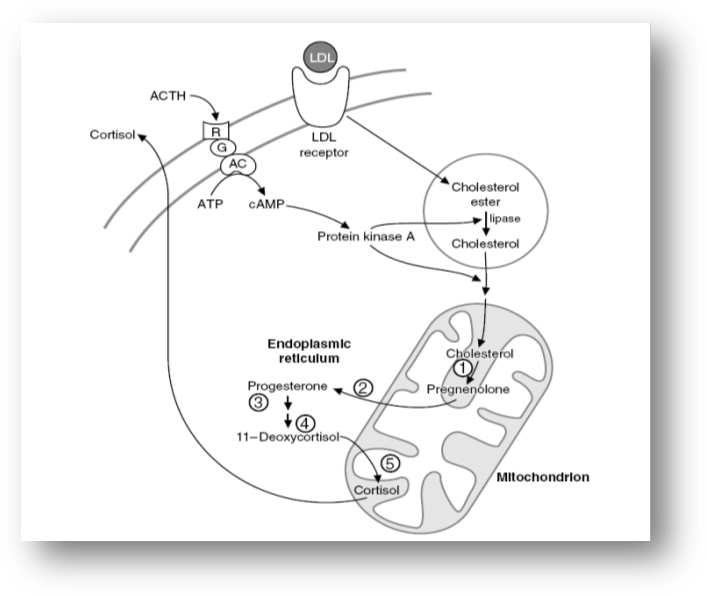 LDL
ACTH
R
LDL
receptor
Cortisol
G
AC
ATP
cAMP
Protein kinase A
Cholesterol
ester
lipase
Cholesterol
Endoplasmic
reticulum
Cholesterol
1
Pregnenolone
Progesterone
2
3
4
11–Deoxycortisol
5
Cortisol
Mitochondrion